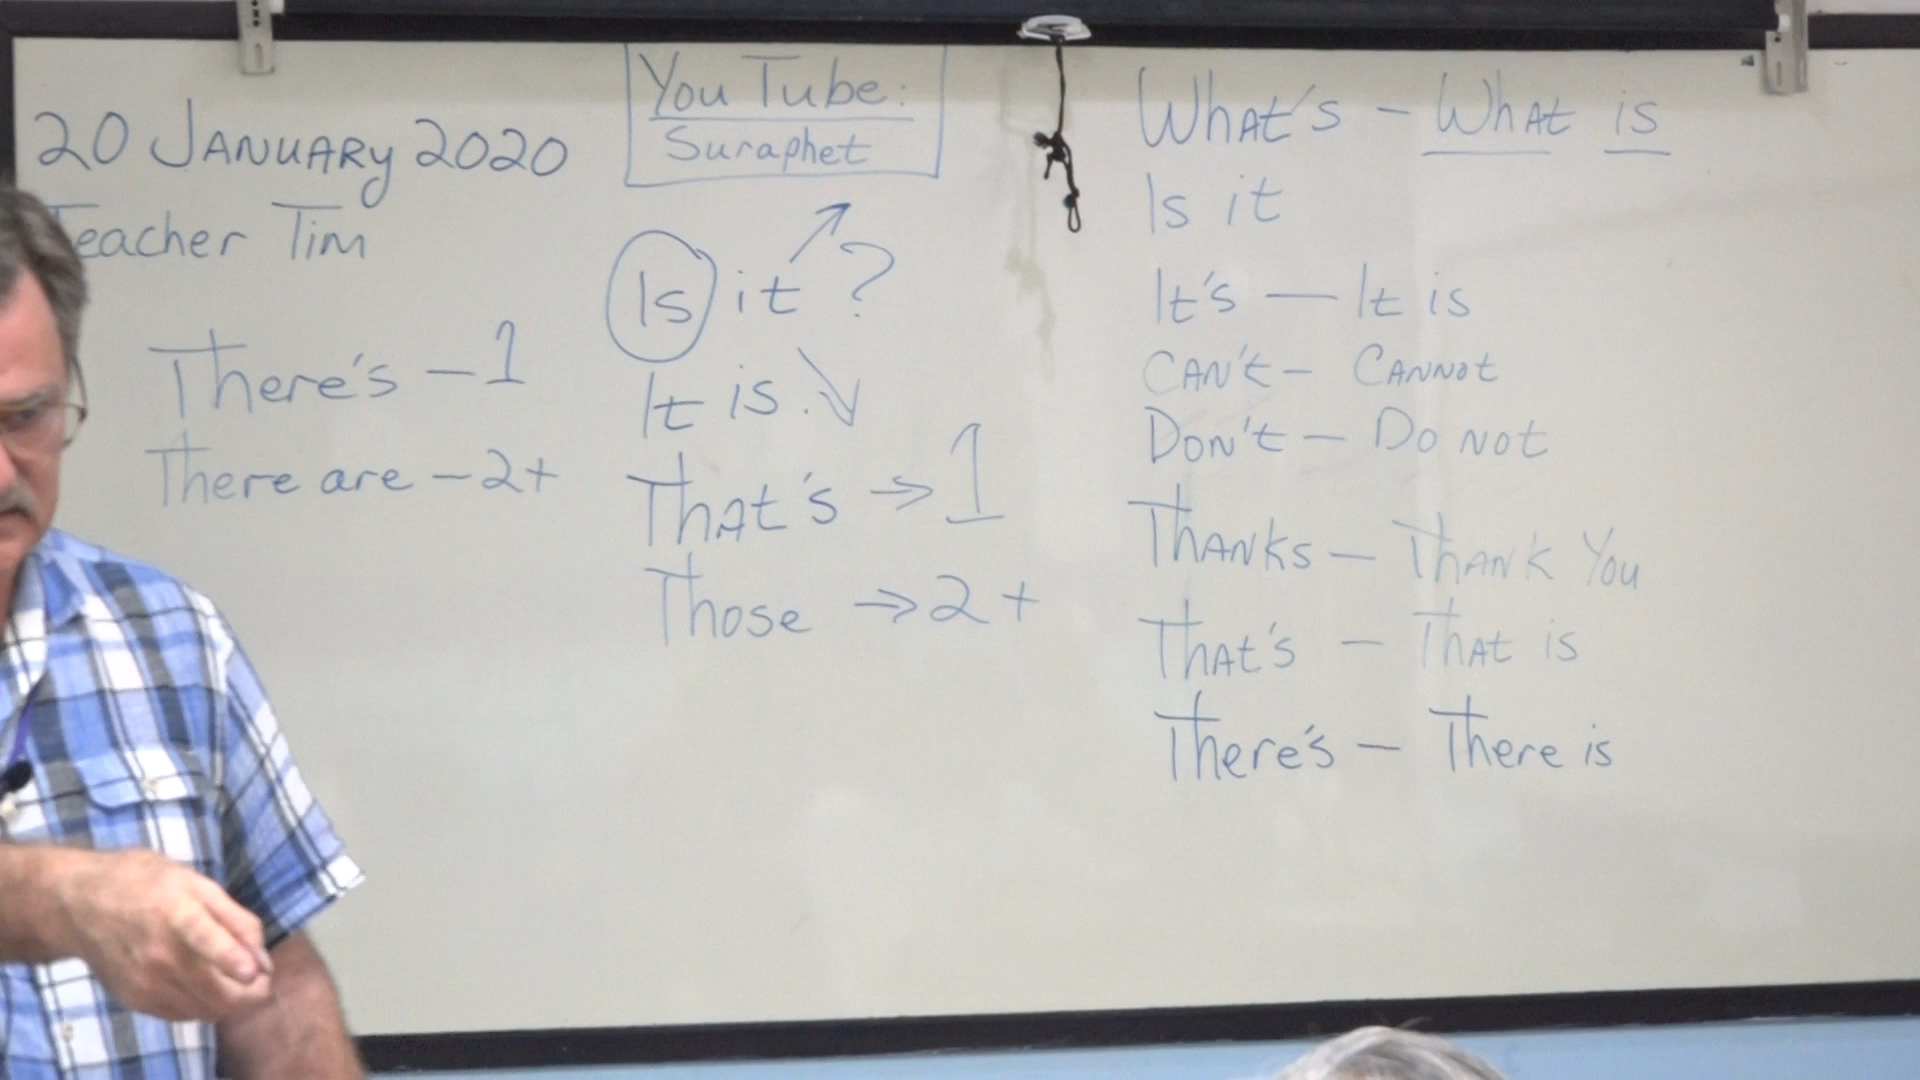 20 JANUARY 2020
Teacher Tim
There's – 1
There are – 2+
YouTube:
Suraphet
Is it ?
It is.
That's → 1
Those → 2+
What's – What is
Is it
It's — It is
CAN'T – CANNOT
DON'T – DO NOT
THANKS – THANK YOU
That's – That is
There's – There is